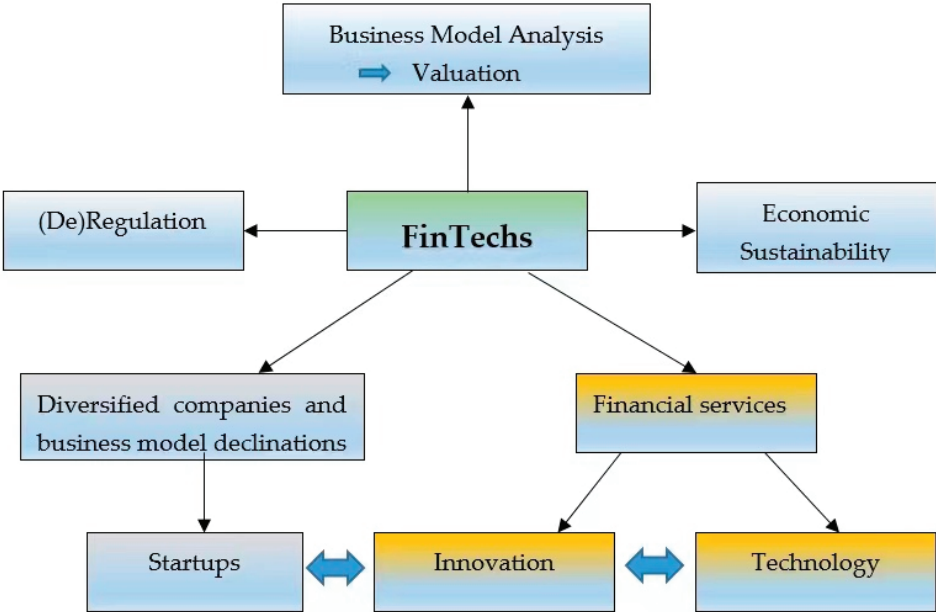 Business Model Analysis
Valuation
(De)Regulation
FinTechs
Economic
Sustainability
Diversified companies and
business model declinations
Financial services
Startups
Innovation
Technology